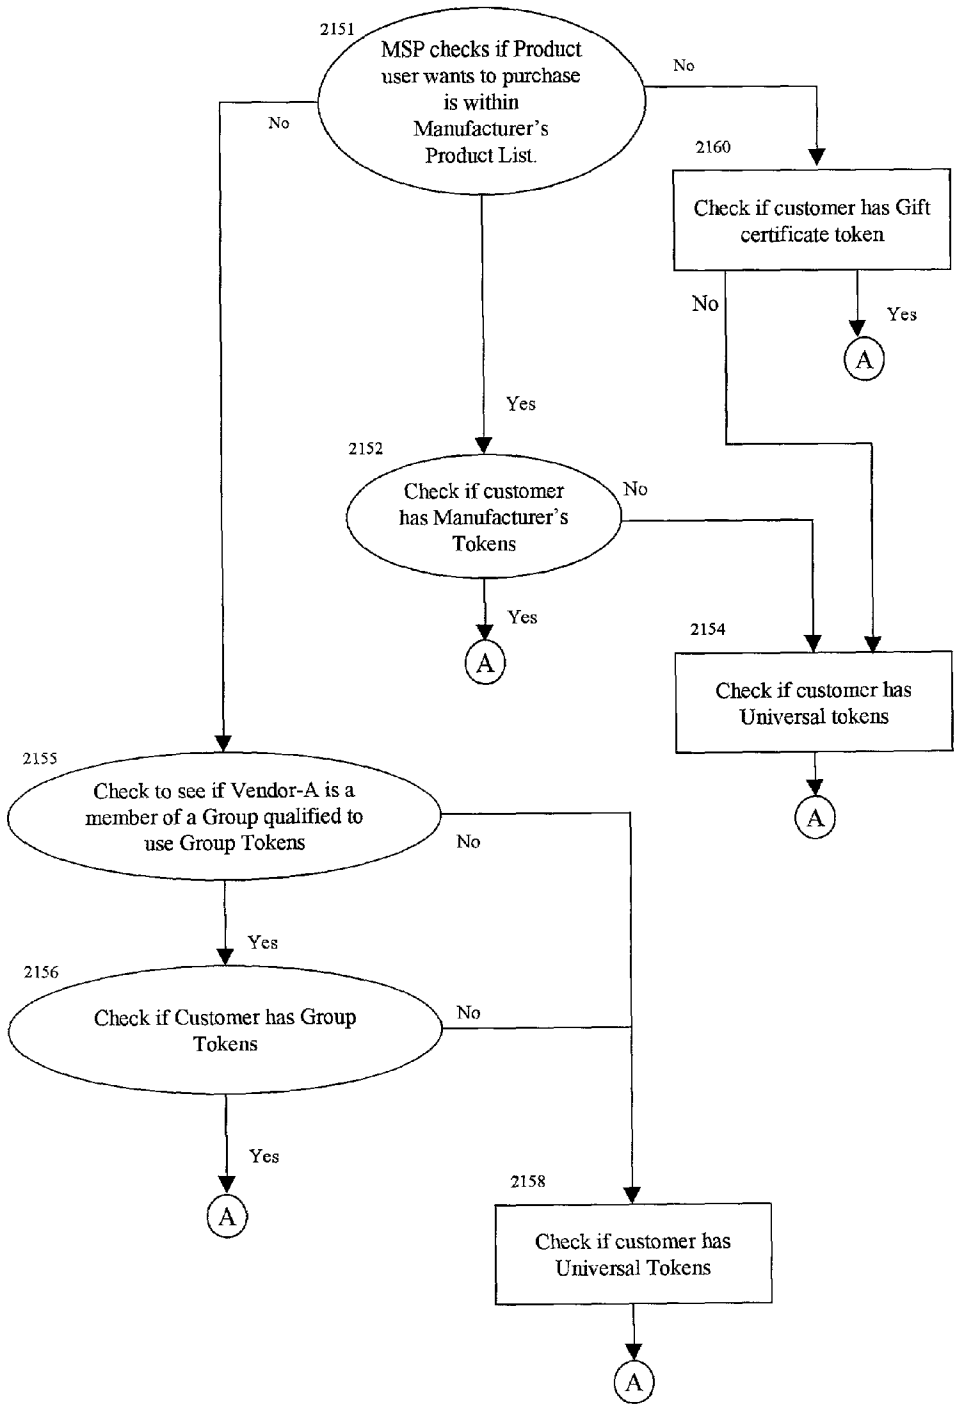 2151
MSP checks if Product
user wants to purchase
is within
Manufacturer's
Product List.
No
No
2160
Check if customer has Gift
certificate token
No
Yes
A
Yes
2152
Check if customer
has Manufacturer's
Tokens
No
Yes
A
2154
Check if customer has
Universal tokens
A
2155
Check to see if Vendor-A is a
member of a Group qualified to
use Group Tokens
No
Yes
2156
Check if Customer has Group
Tokens
No
Yes
A
2158
Check if customer has
Universal Tokens
A